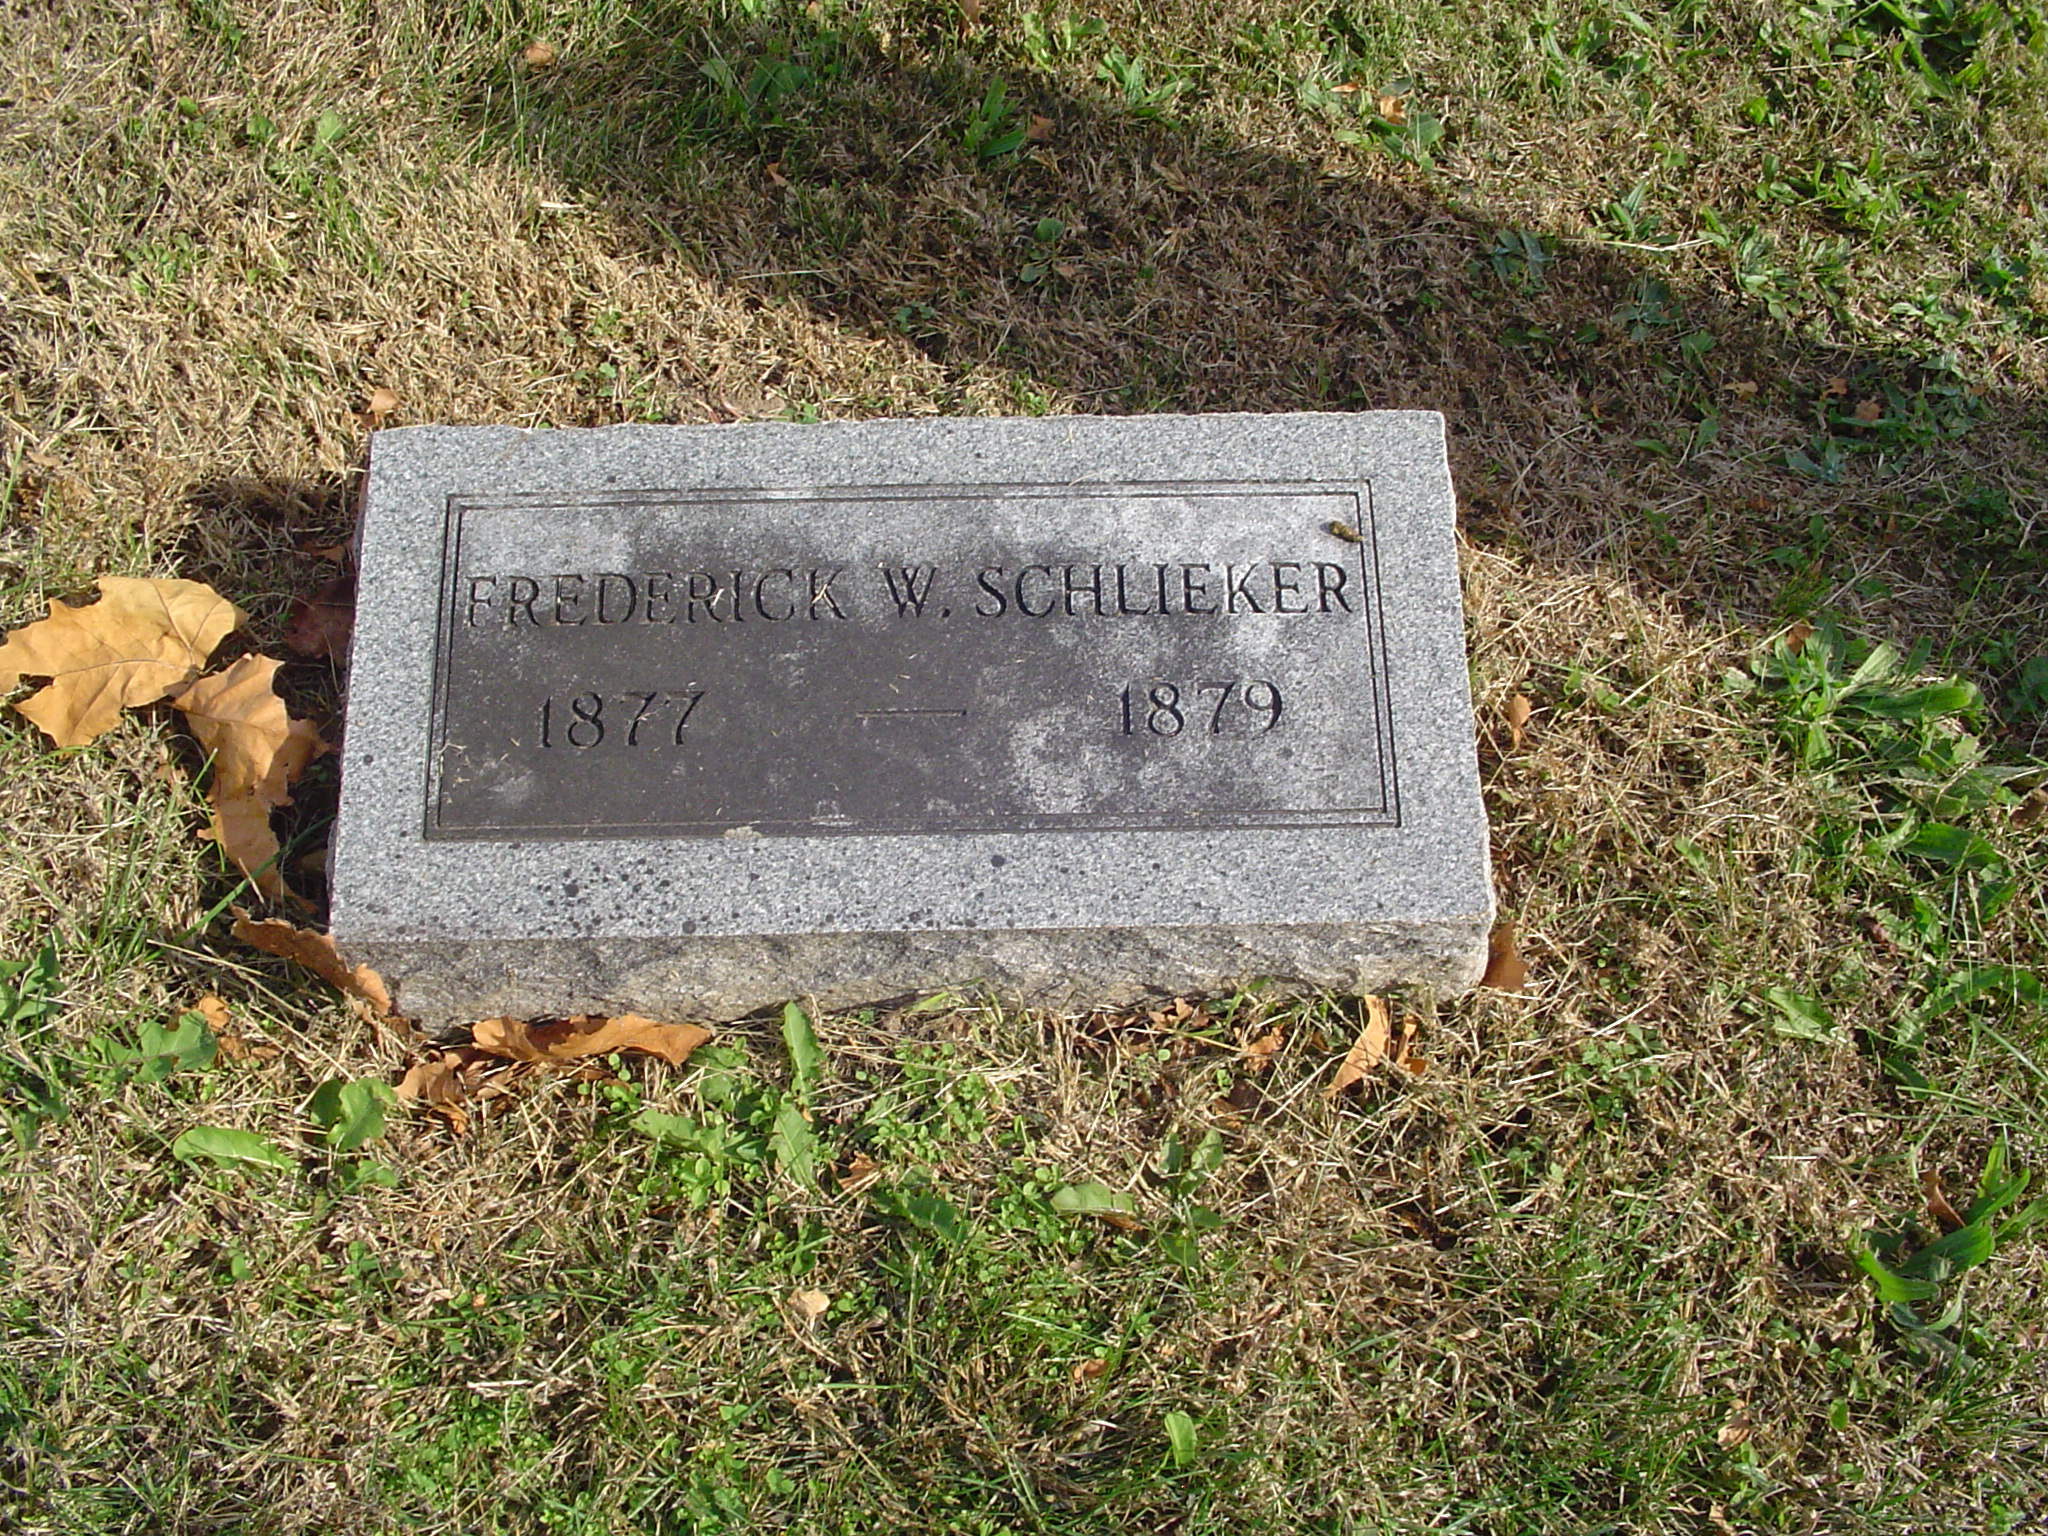 FREDERICK W. SCHLIEKER
1877 — 1879